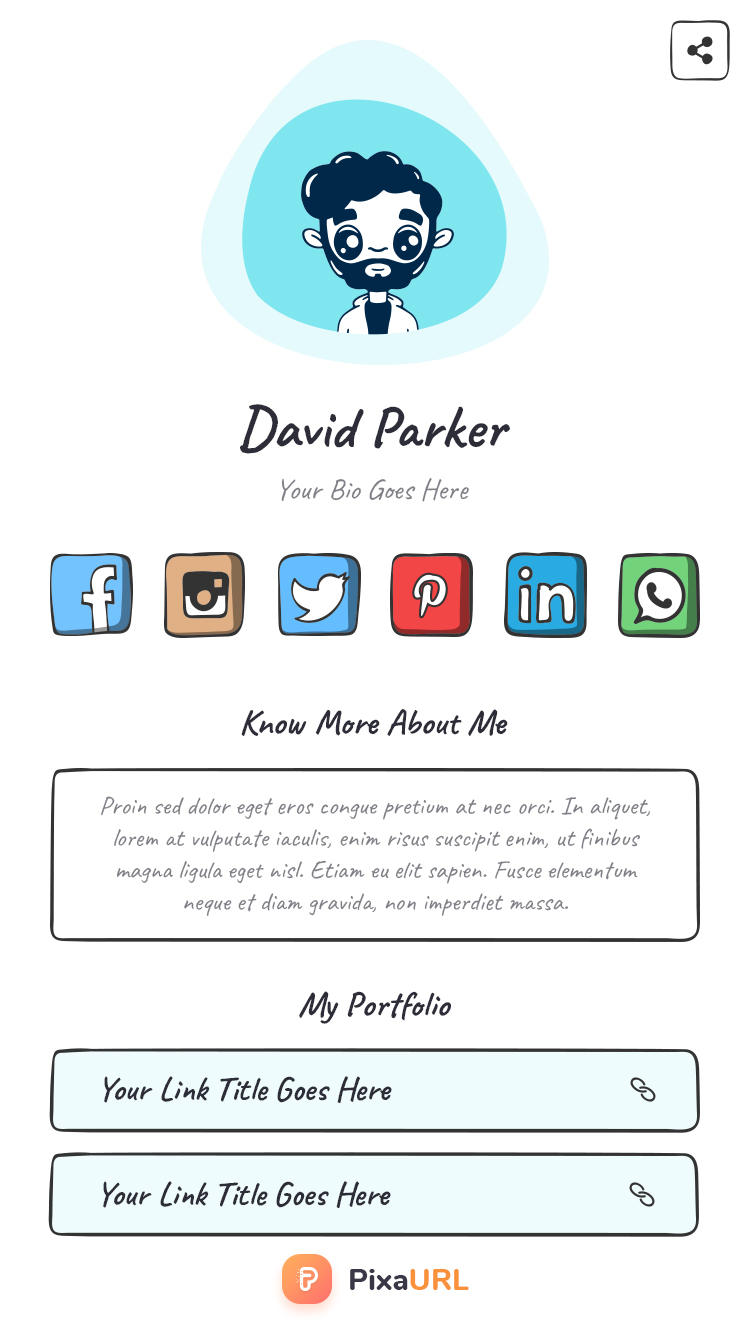 David Parker
Your Bio Goes Here
Know More About Me
Proin sed dolor eget eros congue pretium at nec orci. In aliquet,
lorem at vulputate iaculis, enim risus suscipit enim, ut finibus
magna ligula eget nisl. Etiam eu elit sapien. Fusce elementum
neque et diam gravida, non imperdiet massa.
My Portfolio
Your Link Title Goes Here
Your Link Title Goes Here
PixaURL